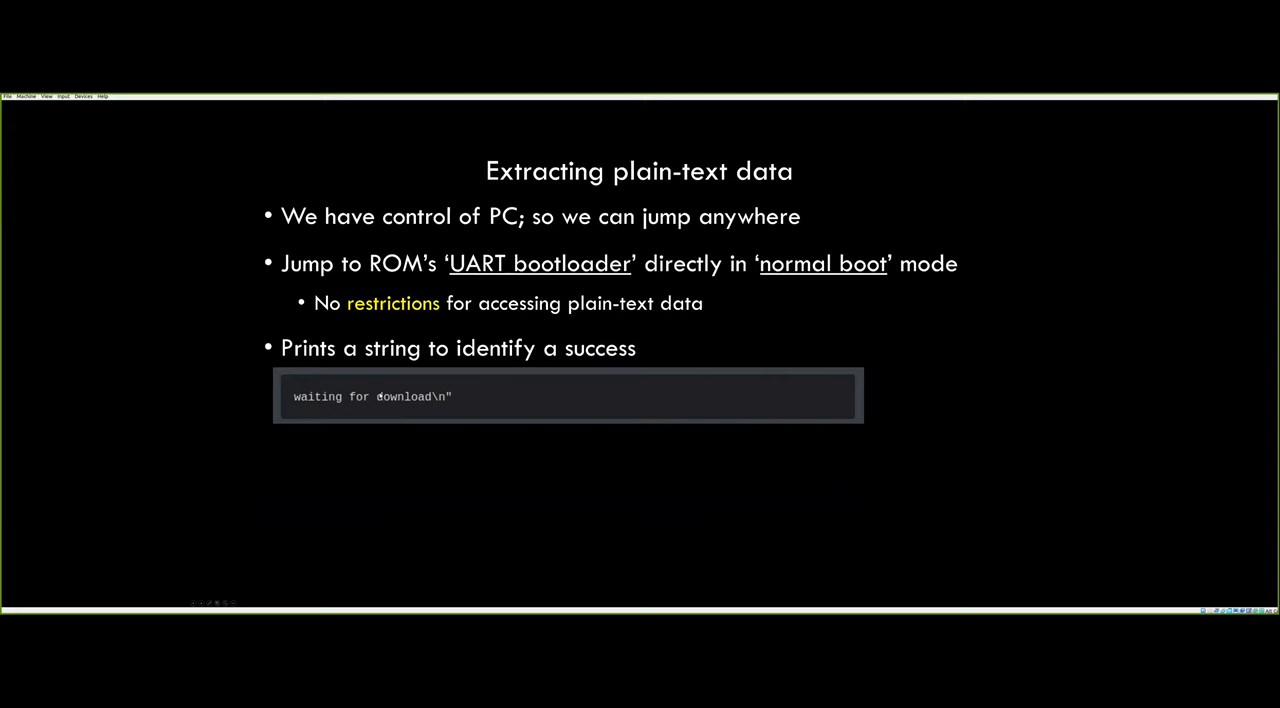 File Machine View Input Devices Help
Extracting plain-text data
• We have control of PC; so we can jump anywhere
• Jump to ROM's ‘UART bootloader’ directly in ‘normal boot’ mode
• No restrictions for accessing plain-text data
• Prints a string to identify a success
waiting for download\n"